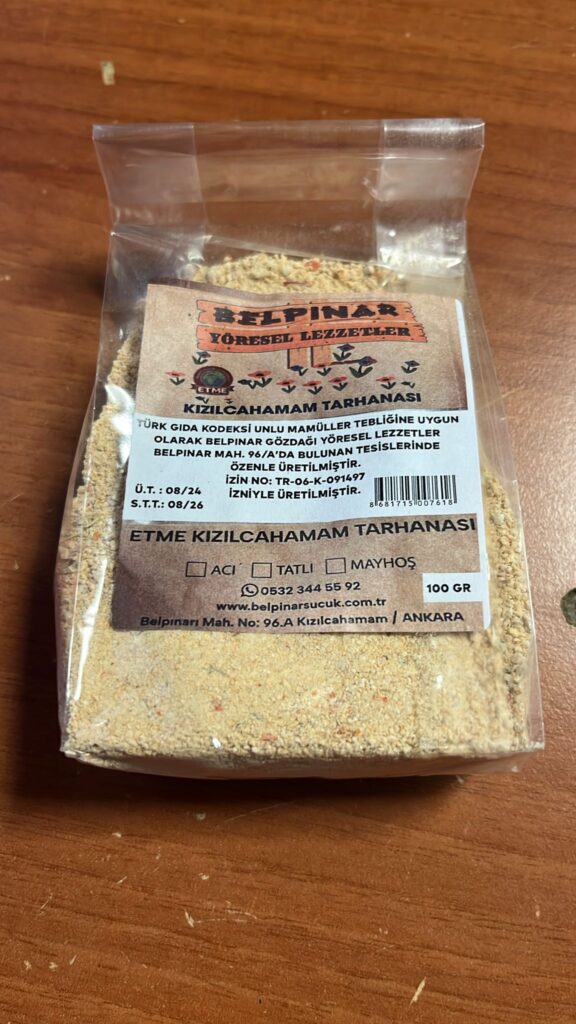 BELPINAR
YÖRESEL LEZZETLER
ETME
KIZILCAHAMAM TARHANASI
TÜRK GIDA KODEKSİ UNLU MAMÜLLER TEBLİĞİNE UYGUN
OLARAK BELPINAR GÖZDAĞI YÖRESEL LEZZETLER
BELPINAR MAH. 96/A'DA BULUNAN TESİSLERİNDE
ÖZENLE ÜRETİLMİŞTİR.
İZİN NO: TR-06-K-091497
İZNİYLE ÜRETİLMİŞTİR.
Ü.T. : 08/24
S.T.T.: 08/26
8 681715 007618
ETME KIZILCAHAMAM TARHANASI
ACI TATLI MAYHOŞ
0532 344 55 92
100 GR
www.belpinarsucuk.com.tr
Belpınarı Mah. No: 96.A Kızılcahamam / ANKARA